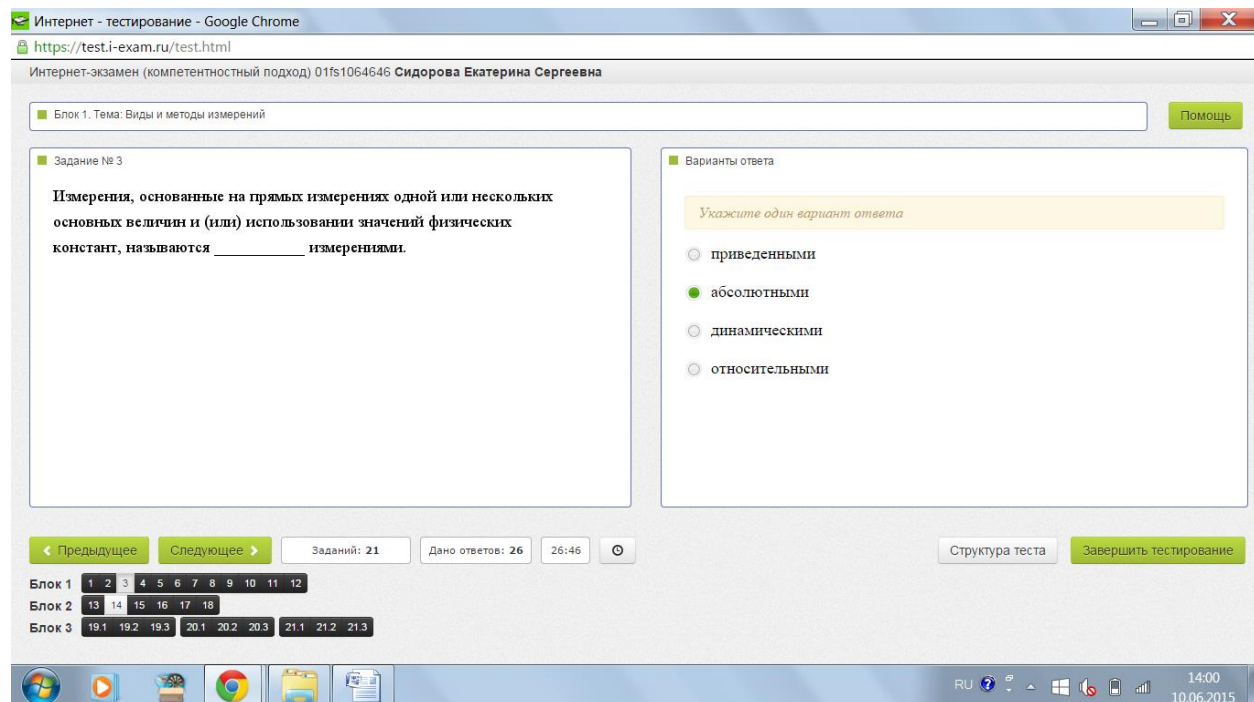 Интернет - тестирование - Google Chrome
https://test.i-exam.ru/test.html
Интернет-экзамен (компетентностный подход) 01fs1064646 Сидорова Екатерина Сергеевна
Блок 1. Тема: Виды и методы измерений
Помощь
Задание № 3
Измерения, основанные на прямых измерениях одной или нескольких
основных величин и (или) использовании значений физических
констант, называются ____________ измерениями.
Варианты ответа
Укажите один вариант ответа
приведенными
абсолютными
динамическими
относительными
Предыдущее Следующее Заданий: 21 Дано ответов: 26 26:46 Структура теста Завершить тестирование
Блок 1 1 2 3 4 5 6 7 8 9 10 11 12
Блок 2 13 14 15 16 17 18
Блок 3 19.1 19.2 19.3 20.1 20.2 20.3 21.1 21.2 21.3
RU 14:00
10.06.2015